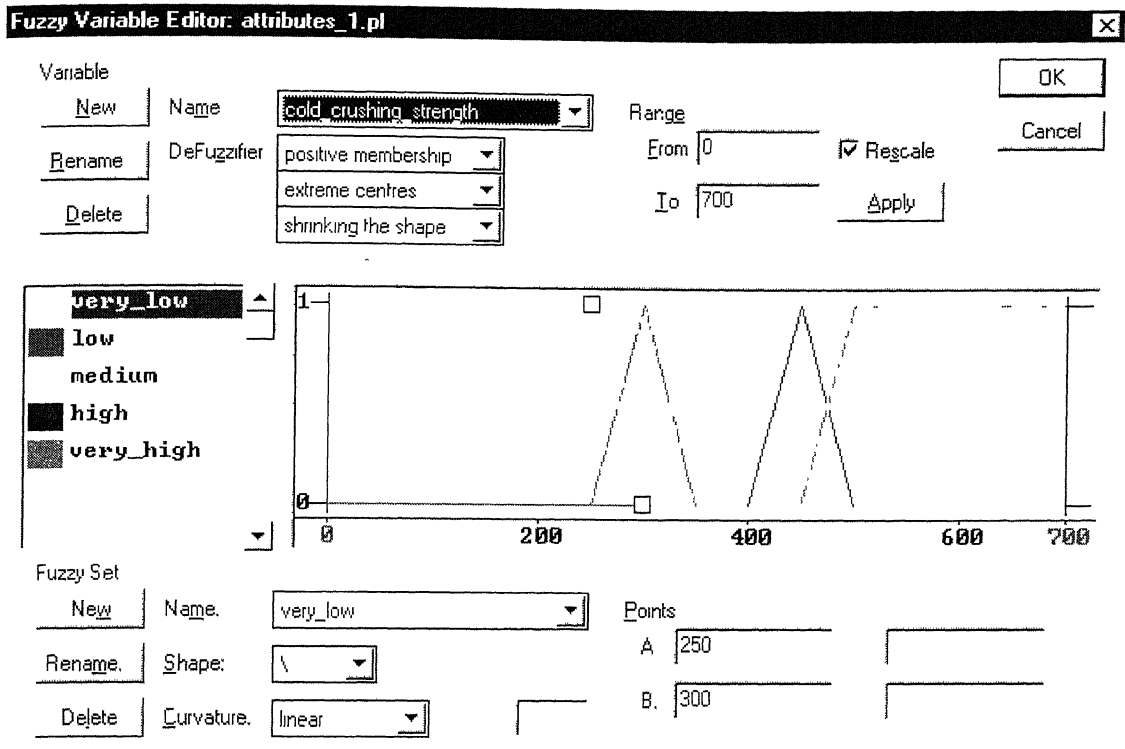 Fuzzy Variable Editor: attributes_1.pl
Variable
New Name cold_crushing_strength
Rename DeFuzzifier positive membership
extreme centres
Delete shrinking the shape
Range
From 0
To 700
Rescale
Apply
OK
Cancel
very_low
low
medium
high
very_high
1
0
0 200 400 600 700
Fuzzy Set
New Name. very_low
Rename. Shape: \
Delete Curvature. linear
Points
A 250
B. 300